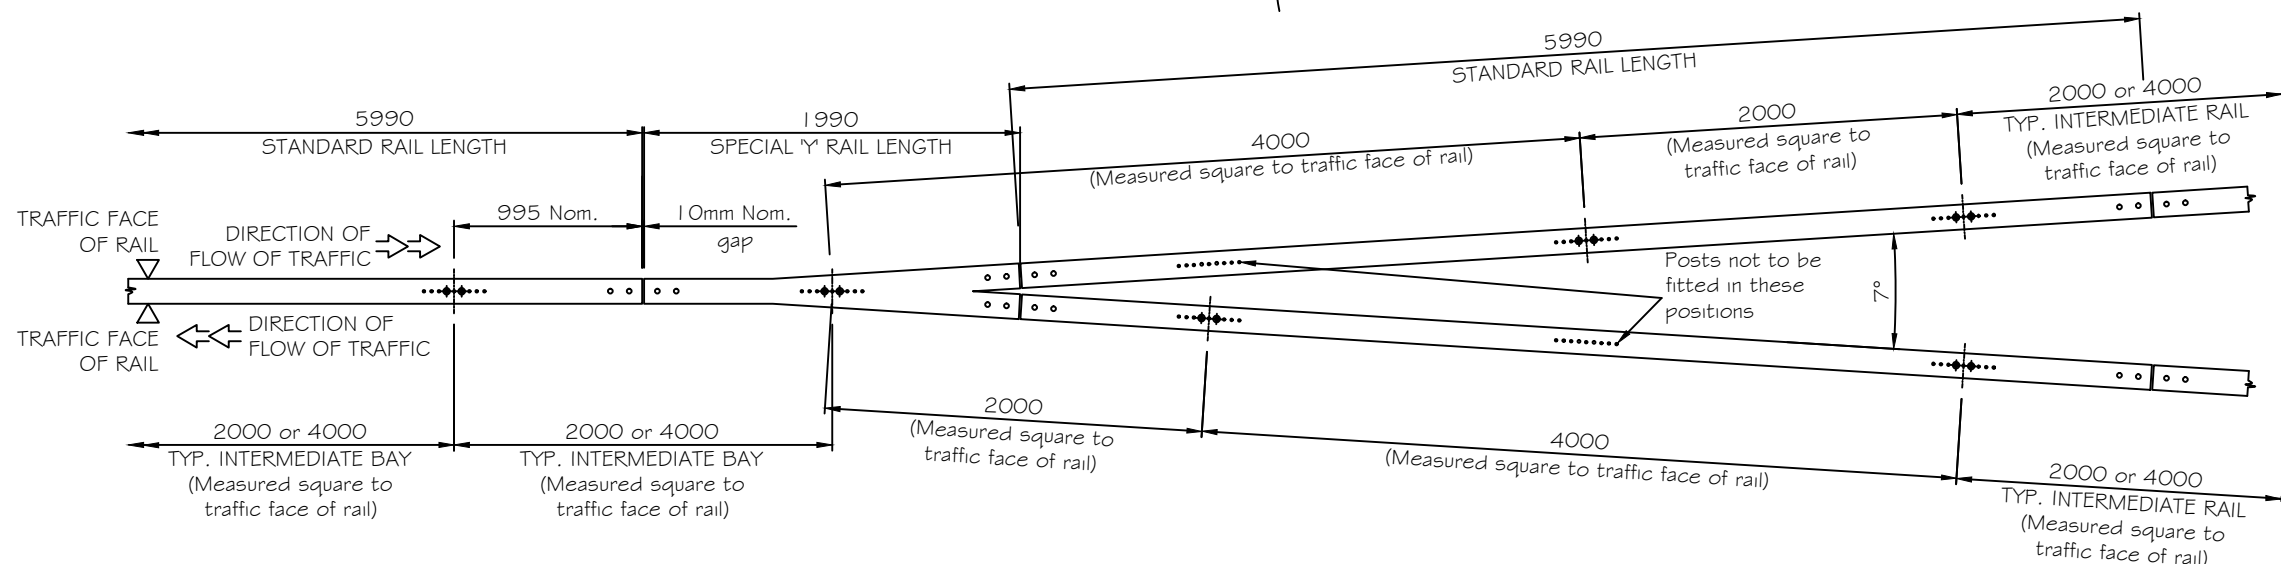 5990
STANDARD RAIL LENGTH
2000 or 4000
TYP. INTERMEDIATE RAIL
(Measured square to
traffic face of rail)
2000
(Measured square to
traffic face of rail)
4000
(Measured square to traffic face of rail)
5990
STANDARD RAIL LENGTH
1990
SPECIAL 'Y' RAIL LENGTH
995 Nom.
10mm Nom.
gap
TRAFFIC FACE
OF RAIL
DIRECTION OF
FLOW OF TRAFFIC
Posts not to be
fitted in these
positions
7°
TRAFFIC FACE
OF RAIL
DIRECTION OF
FLOW OF TRAFFIC
2000 or 4000
TYP. INTERMEDIATE BAY
(Measured square to
traffic face of rail)
2000 or 4000
TYP. INTERMEDIATE BAY
(Measured square to
traffic face of rail)
2000
(Measured square to
traffic face of rail)
4000
(Measured square to traffic face of rail)
2000 or 4000
TYP. INTERMEDIATE RAIL
(Measured square to
traffic face of rail)